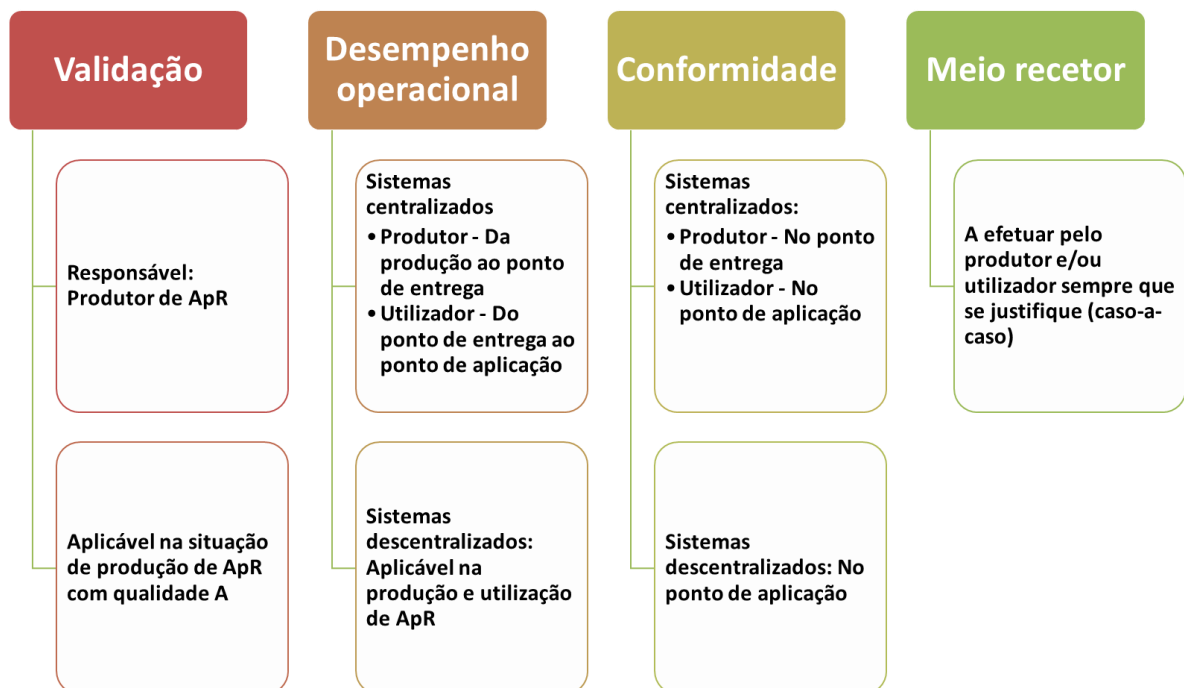 Validação
Responsável:
Produtor de ApR
Aplicável na situação
de produção de ApR
com qualidade A
Desempenho
operacional
Sistemas
centralizados
• Produtor - Da
produção ao ponto
de entrega
• Utilizador - Do
ponto de entrega ao
ponto de aplicação
Sistemas
descentralizados:
Aplicável na
produção e utilização
de ApR
Conformidade
Sistemas
centralizados:
• Produtor - No ponto
de entrega
• Utilizador - No
ponto de aplicação
Sistemas
descentralizados: No
ponto de aplicação
Meio recetor
A efetuar pelo
produtor e/ou
utilizador sempre que
se justifique (caso-a-
caso)